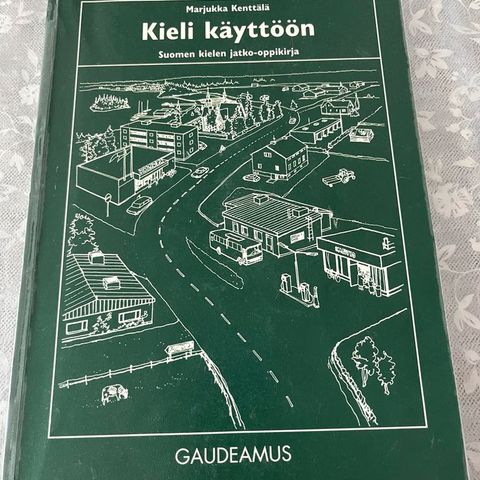 Marjukka Kenttälä
Kieli käyttöön
Suomen kielen jatko-oppikirja
GAUDEAMUS